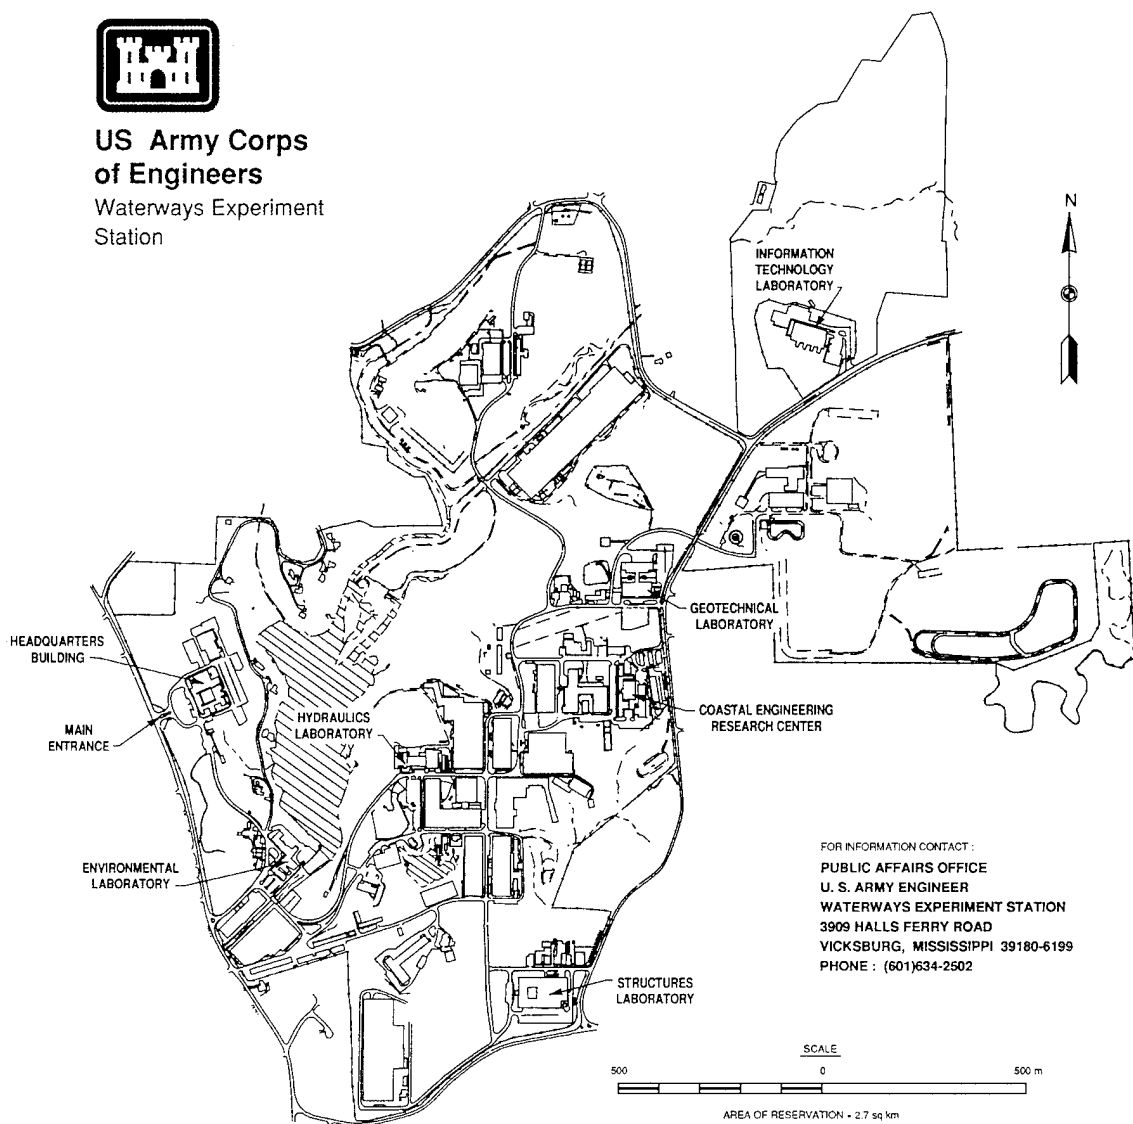 US Army Corps
of Engineers
Waterways Experiment
Station
N
INFORMATION
TECHNOLOGY
LABORATORY
GEOTECHNICAL
LABORATORY
HEADQUARTERS
BUILDING
MAIN
ENTRANCE
HYDRAULICS
LABORATORY
COASTAL ENGINEERING
RESEARCH CENTER
ENVIRONMENTAL
LABORATORY
STRUCTURES
LABORATORY
FOR INFORMATION CONTACT :
PUBLIC AFFAIRS OFFICE
U. S. ARMY ENGINEER
WATERWAYS EXPERIMENT STATION
3909 HALLS FERRY ROAD
VICKSBURG, MISSISSIPPI 39180-6199
PHONE : (601)634-2502
SCALE
500 0 500 m
AREA OF RESERVATION - 2.7 sq km